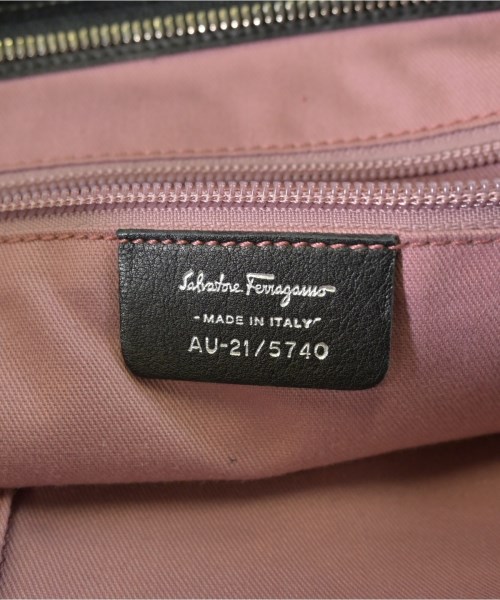 Salvatore Ferragamo
-MADE IN ITALY-
AU-21/5740